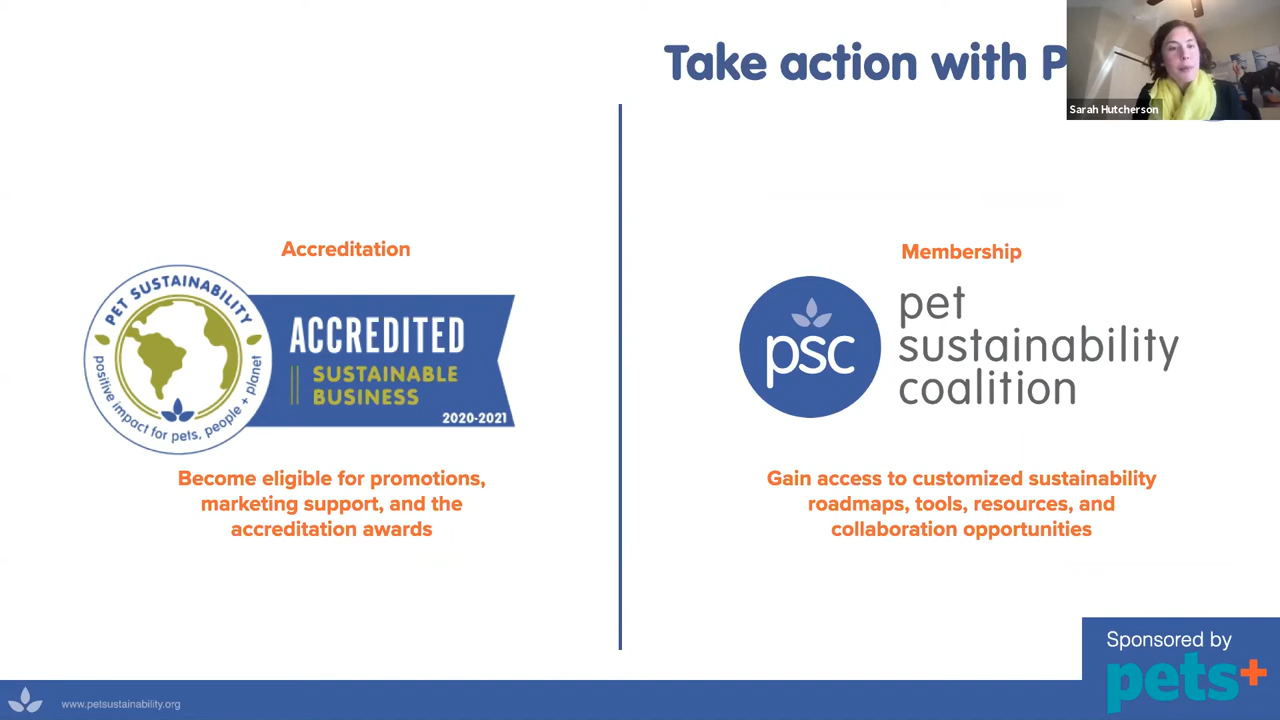 Take action with P
Sarah Hutcherson
Accreditation
PET SUSTAINABILITY
positive impact for pets, people + planet
ACCREDITED
SUSTAINABLE
BUSINESS
2020-2021
Become eligible for promotions,
marketing support, and the
accreditation awards
Membership
psc
pet
sustainability
coalition
Gain access to customized sustainability
roadmaps, tools, resources, and
collaboration opportunities
Sponsored by
pets+
www.petsustainability.org